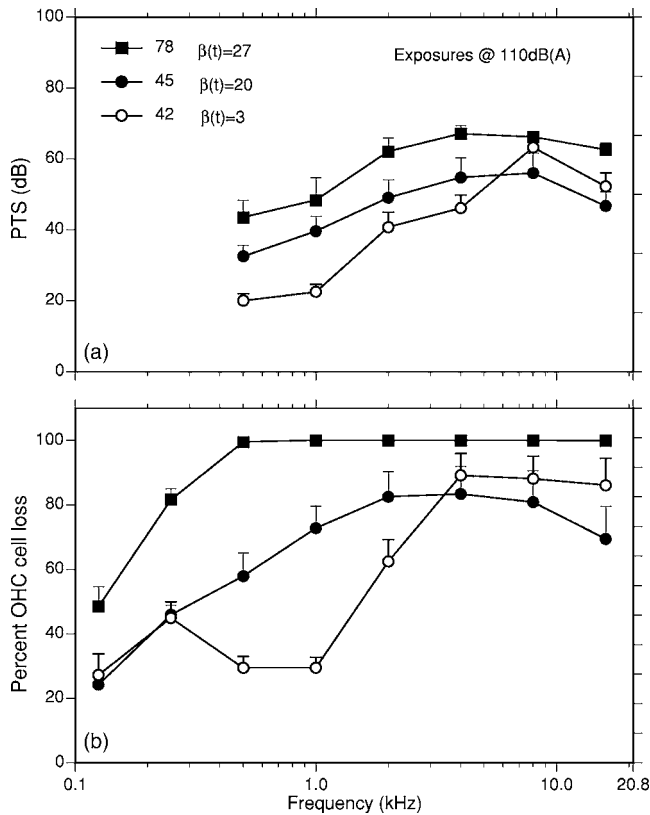 100
80
60
40
20
0
PTS (dB)
78 β(t)=27
45 β(t)=20
42 β(t)=3
Exposures @ 110dB(A)
(a)
100
80
60
40
20
0
Percent OHC cell loss
(b)
0.1 1.0 10.0 20.8
Frequency (kHz)